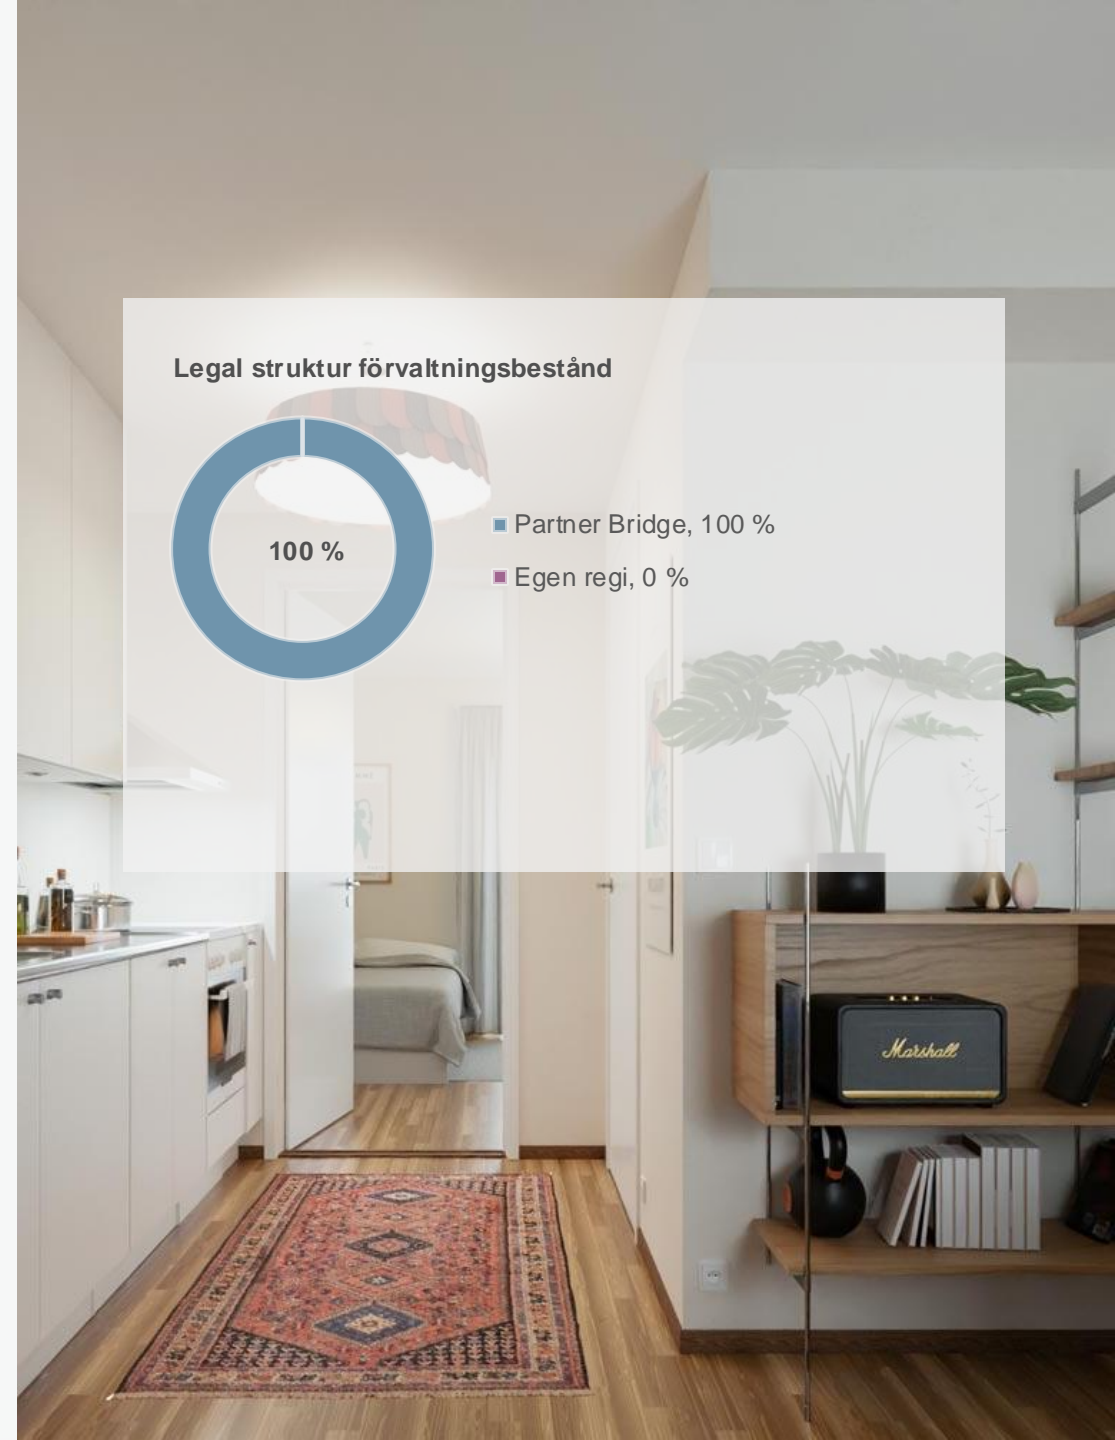 Legal struktur förvaltningsbestånd
100 %
Partner Bridge, 100 %
Egen regi, 0 %
Marshall